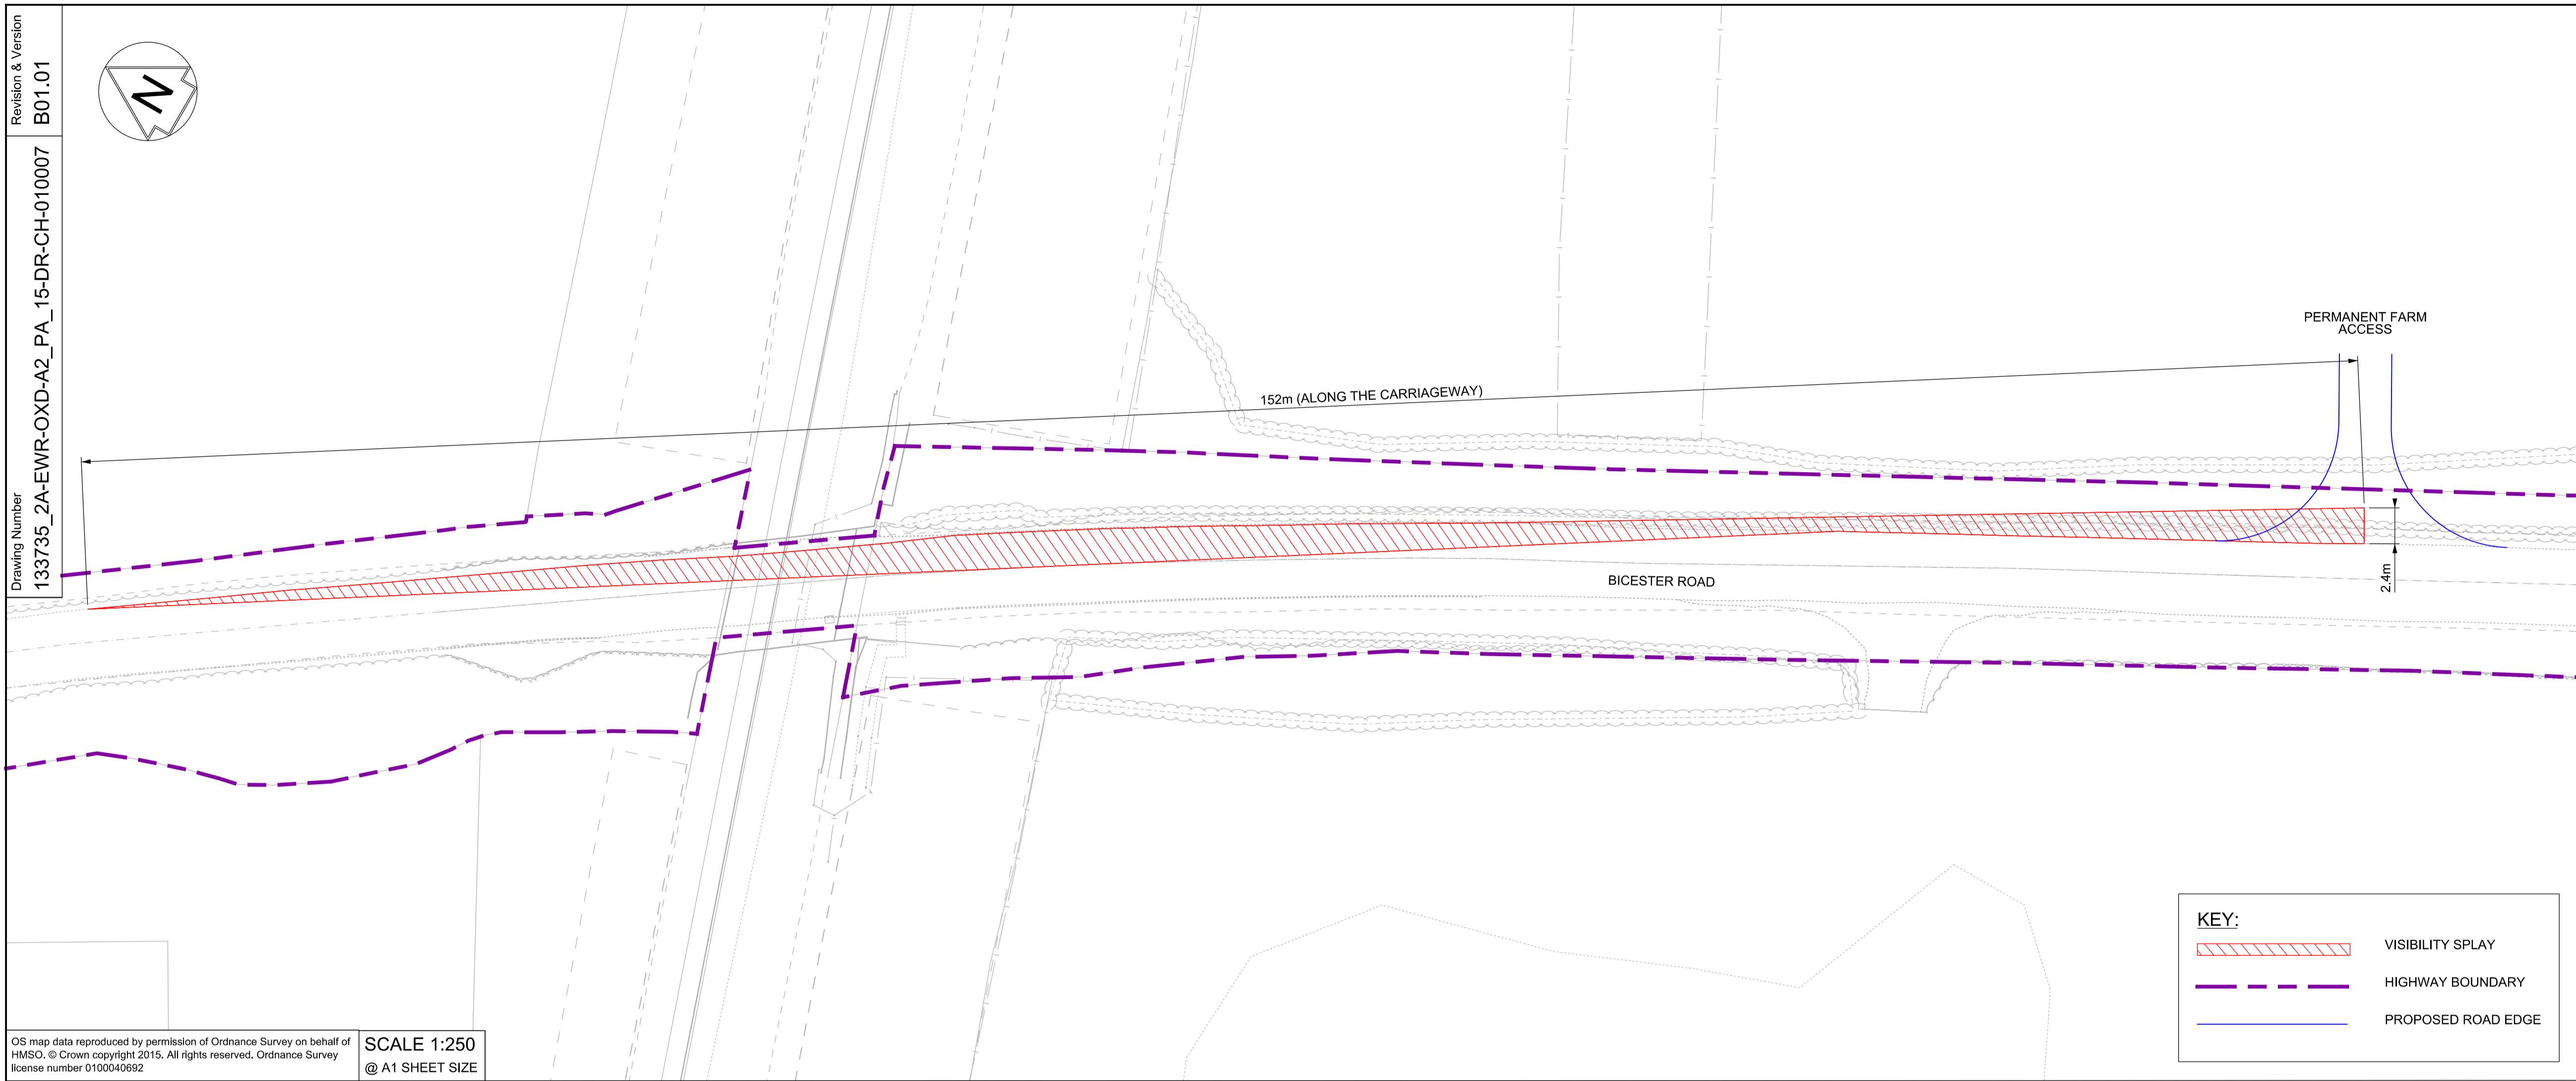 Revision & Version
B01.01
Drawing Number
133735_2A-EWR-OXD-A2_PA_15-DR-CH-010007
N
PERMANENT FARM
ACCESS
152m (ALONG THE CARRIAGEWAY)
2.4m
BICESTER ROAD
KEY:
VISIBILITY SPLAY
HIGHWAY BOUNDARY
PROPOSED ROAD EDGE
OS map data reproduced by permission of Ordnance Survey on behalf of
HMSO. © Crown copyright 2015. All rights reserved. Ordnance Survey
license number 0100040692
SCALE 1:250
@ A1 SHEET SIZE